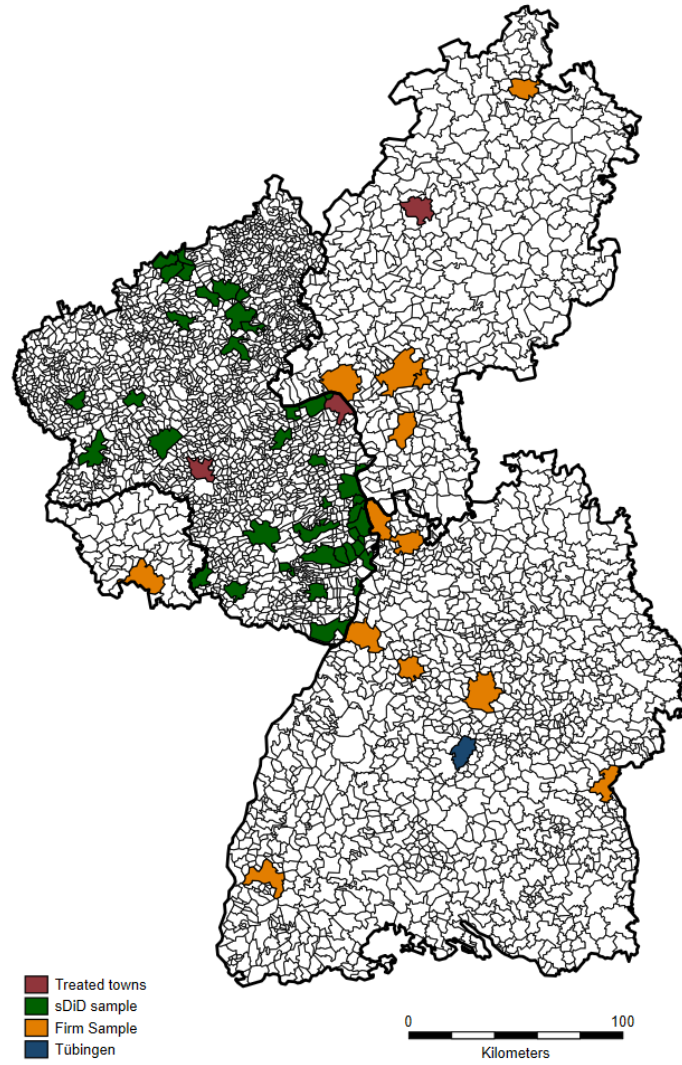 Treated towns
sDiD sample
Firm Sample
Tübingen
0 100
Kilometers